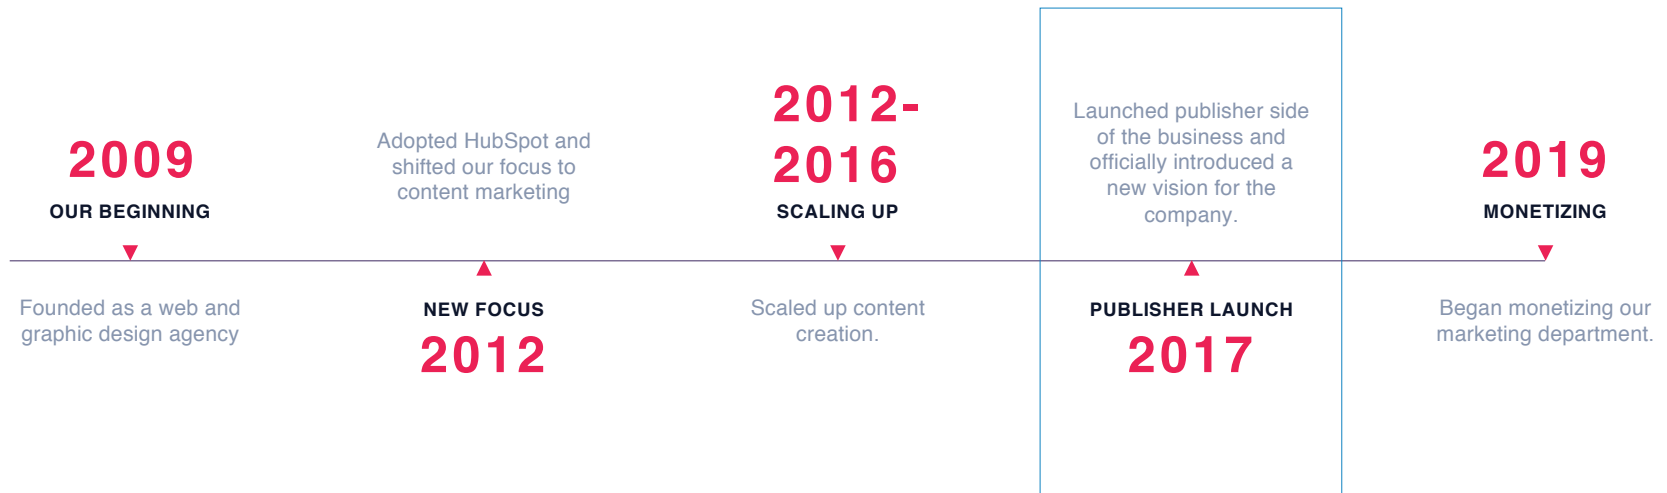 2009
OUR BEGINNING
Founded as a web and
graphic design agency
Adopted HubSpot and
shifted our focus to
content marketing
NEW FOCUS
2012
2012-
2016
SCALING UP
Scaled up content
creation.
Launched publisher side
of the business and
officially introduced a
new vision for the
company.
PUBLISHER LAUNCH
2017
2019
MONETIZING
Began monetizing our
marketing department.